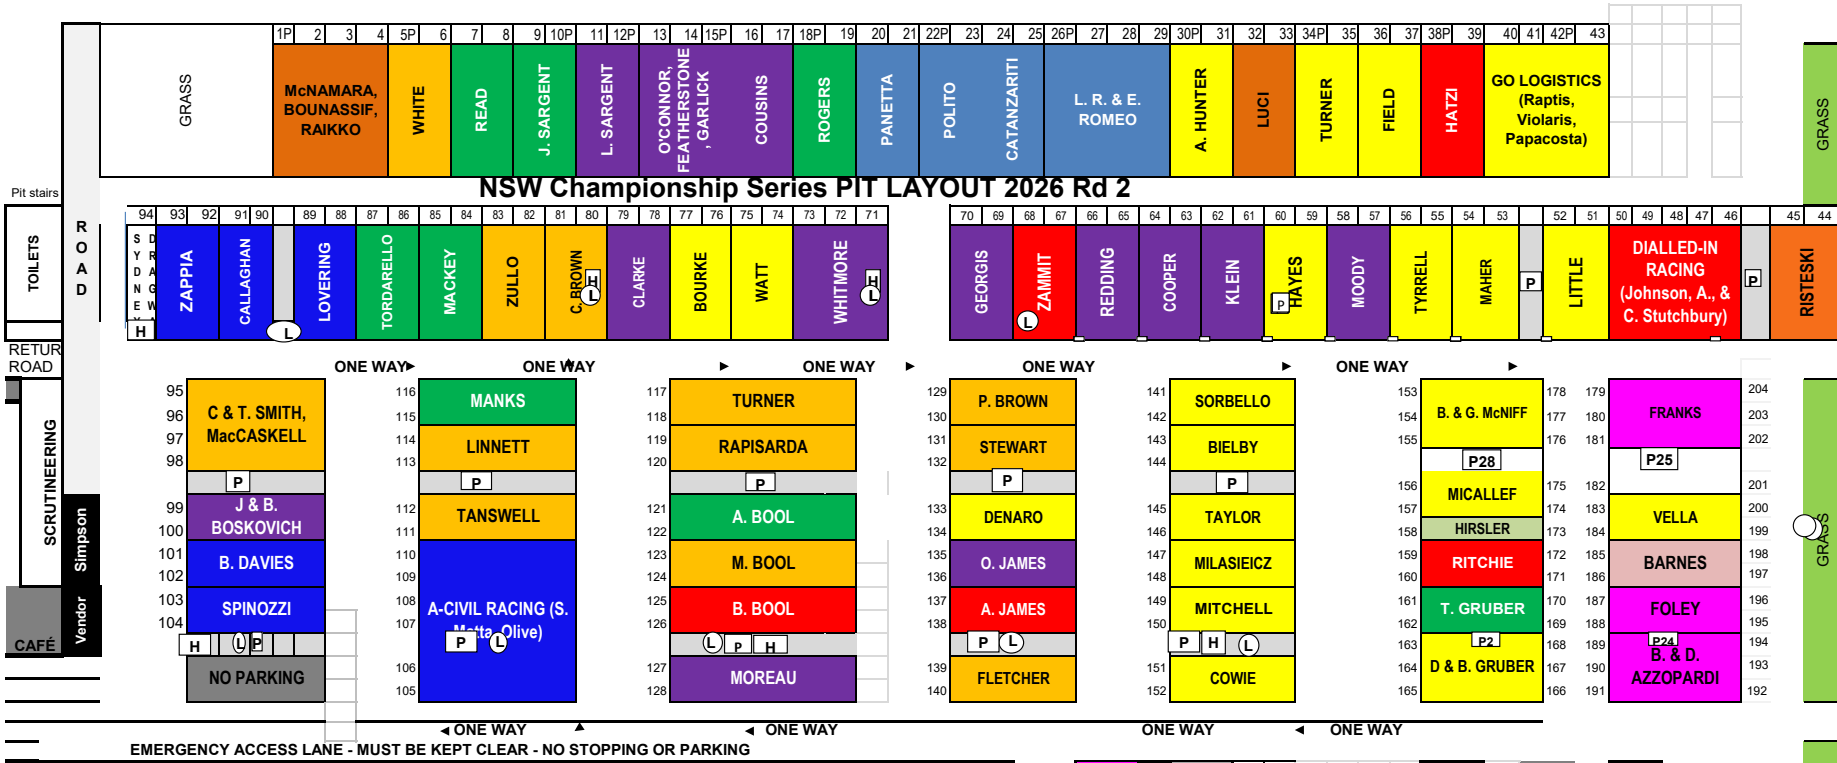 1P 2 3 4 5P 6 7 8 9 10P 11 12P 13 14 15P 16 17 18P 19 20 21 22P 23 24 25 26P 27 28 29 30P 31 32 33 34P 35 36 37 38P 39 40 41 42P 43
GRASS
McNAMARA,
BOUNASSIF,
RAIKKO
WHITE
READ
J. SARGENT
L. SARGENT
O'CONNOR,
FEATHERSTONE
, GARLICK
COUSINS
ROGERS
PANETTA
POLITO
CATANZARITI
L. R. & E.
ROMEO
A. HUNTER
LUCI
TURNER
FIELD
HATZI
GO LOGISTICS
(Raptis,
Violaris,
Papacosta)
GRASS
NSW Championship Series PIT LAYOUT 2026 Rd 2
Pit stairs
TOILETS
ROAD
94 93 92 91 90 89 88 87 86 85 84 83 82 81 80 79 78 77 76 75 74 73 72 71 70 69 68 67 66 65 64 63 62 61 60 59 58 57 56 55 54 53 52 51 50 49 48 47 46 45 44
SYDNEY
DRAGWA
H
ZAPPIA
CALLAGHAN
L
LOVERING
TORDARELLO
MACKEY
ZULLO
C. BROWN
H
L
CLARKE
BOURKE
WATT
WHITMORE
H
L
GEORGIS
ZAMMIT
L
REDDING
COOPER
KLEIN
HAYES
P
MOODY
TYRRELL
MAHER
P
LITTLE
DIALLED-IN
RACING
(Johnson, A., &
C. Stutchbury)
P
RISTESKI
RETUR
ROAD
ONE WAY ONE WAY ONE WAY ONE WAY ONE WAY
SCRUTINEERING
Simpson
Vendor
CAFÉ
95
96
97
98
C & T. SMITH,
MacCASKELL
P
99
100
J & B.
BOSKOVICH
101
102
B. DAVIES
103
104
SPINOZZI
H L P
NO PARKING
116
115
MANKS
114
113
LINNETT
P
112
111
TANSWELL
110
109
108
107
A-CIVIL RACING (S.
Matta, Olive)
P L
106
105
117
118
TURNER
119
120
RAPISARDA
P
121
122
A. BOOL
123
124
M. BOOL
125
126
B. BOOL
L P H
127
128
MOREAU
129
130
P. BROWN
131
132
STEWART
P
133
134
DENARO
135
136
O. JAMES
137
138
A. JAMES
P L
139
140
FLETCHER
141
142
SORBELLO
143
144
BIELBY
P
145
146
TAYLOR
147
148
MILASIEICZ
149
150
MITCHELL
P H L
151
152
COWIE
153 178
154 177
155 176
B. & G. McNIFF
P28
156 175
157 174
MICALLEF
158 173
HIRSLER
159 172
160 171
RITCHIE
161 170
162 169
T. GRUBER
P2
163 168
164 167
165 166
D & B. GRUBER
179 204
180 203
181 202
FRANKS
P25
182 201
183 200
184 199
VELLA
185 198
186 197
BARNES
187 196
188 195
FOLEY
P24
189 194
190 193
191 192
B. & D.
AZZOPARDI
GRASS
ONE WAY ONE WAY ONE WAY ONE WAY
EMERGENCY ACCESS LANE - MUST BE KEPT CLEAR - NO STOPPING OR PARKING